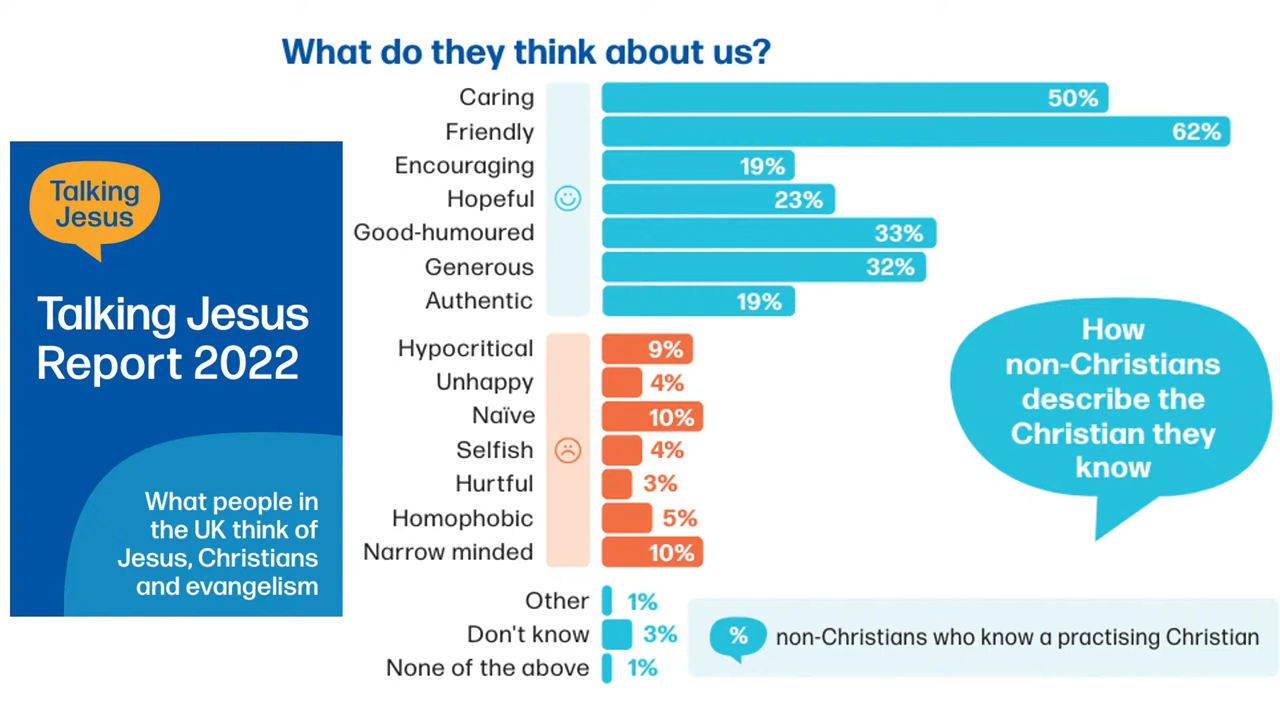 What do they think about us?
Talking
Jesus
Talking Jesus
Report 2022
What people in
the UK think of
Jesus, Christians
and evangelism
Caring 50%
Friendly 62%
Encouraging 19%
Hopeful 23%
Good-humoured 33%
Generous 32%
Authentic 19%
Hypocritical 9%
Unhappy 4%
Naïve 10%
Selfish 4%
Hurtful 3%
Homophobic 5%
Narrow minded 10%
Other 1%
Don't know 3%
None of the above 1%
How
non-Christians
describe the
Christian they
know
% non-Christians who know a practising Christian